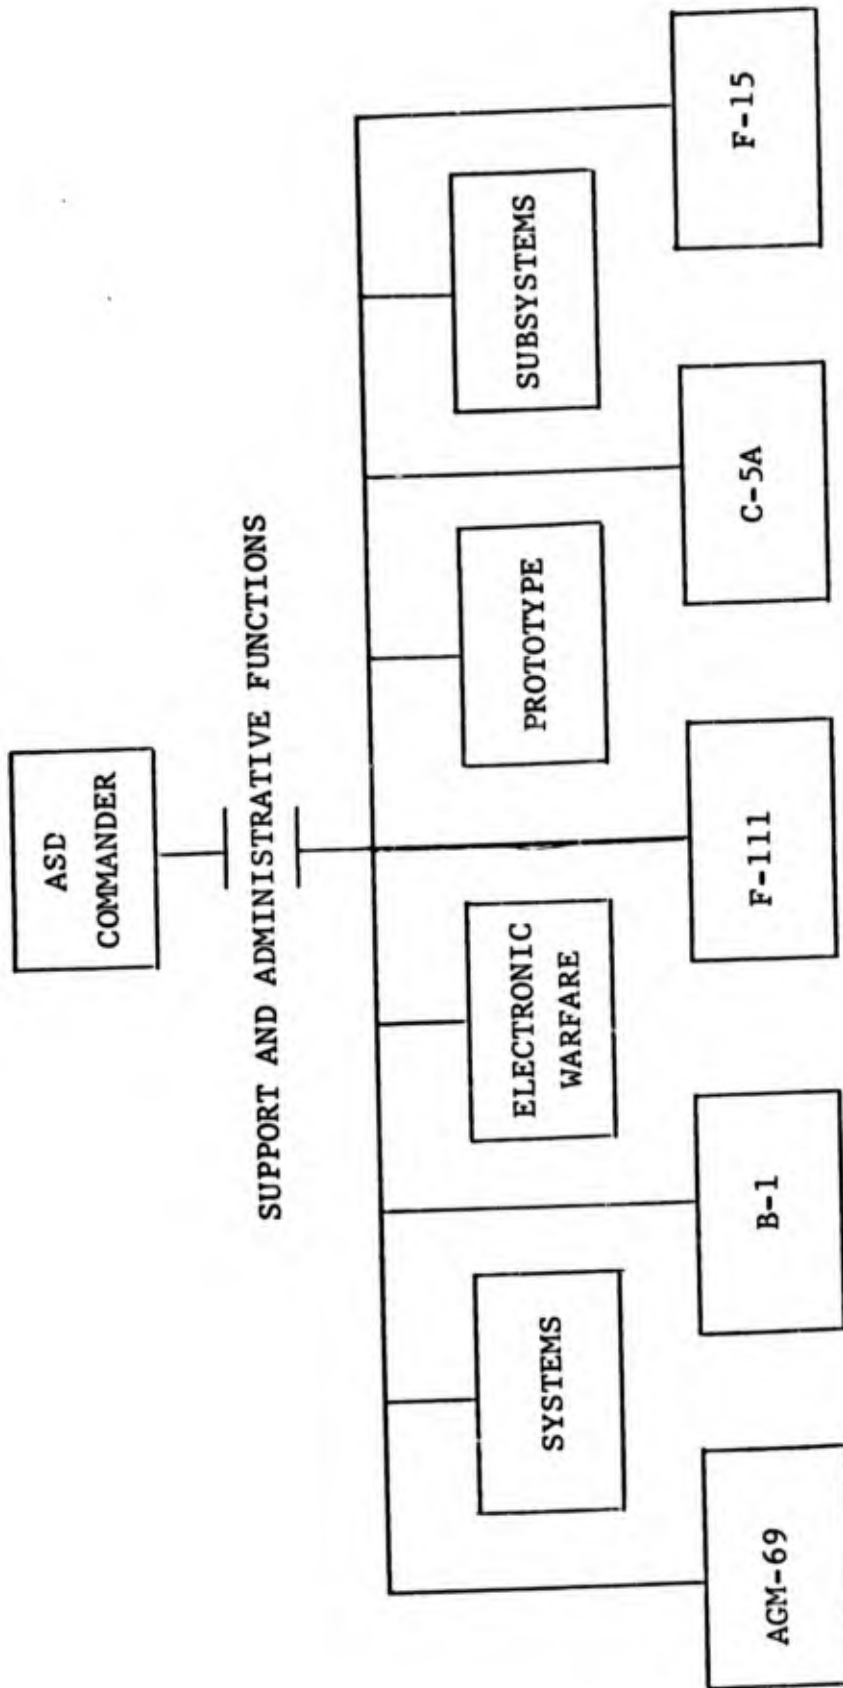 ASD
COMMANDER
SUPPORT AND ADMINISTRATIVE FUNCTIONS
SYSTEMS
ELECTRONIC
WARFARE
PROTOTYPE
SUBSYSTEMS
AGM-69
B-1
F-111
C-5A
F-15